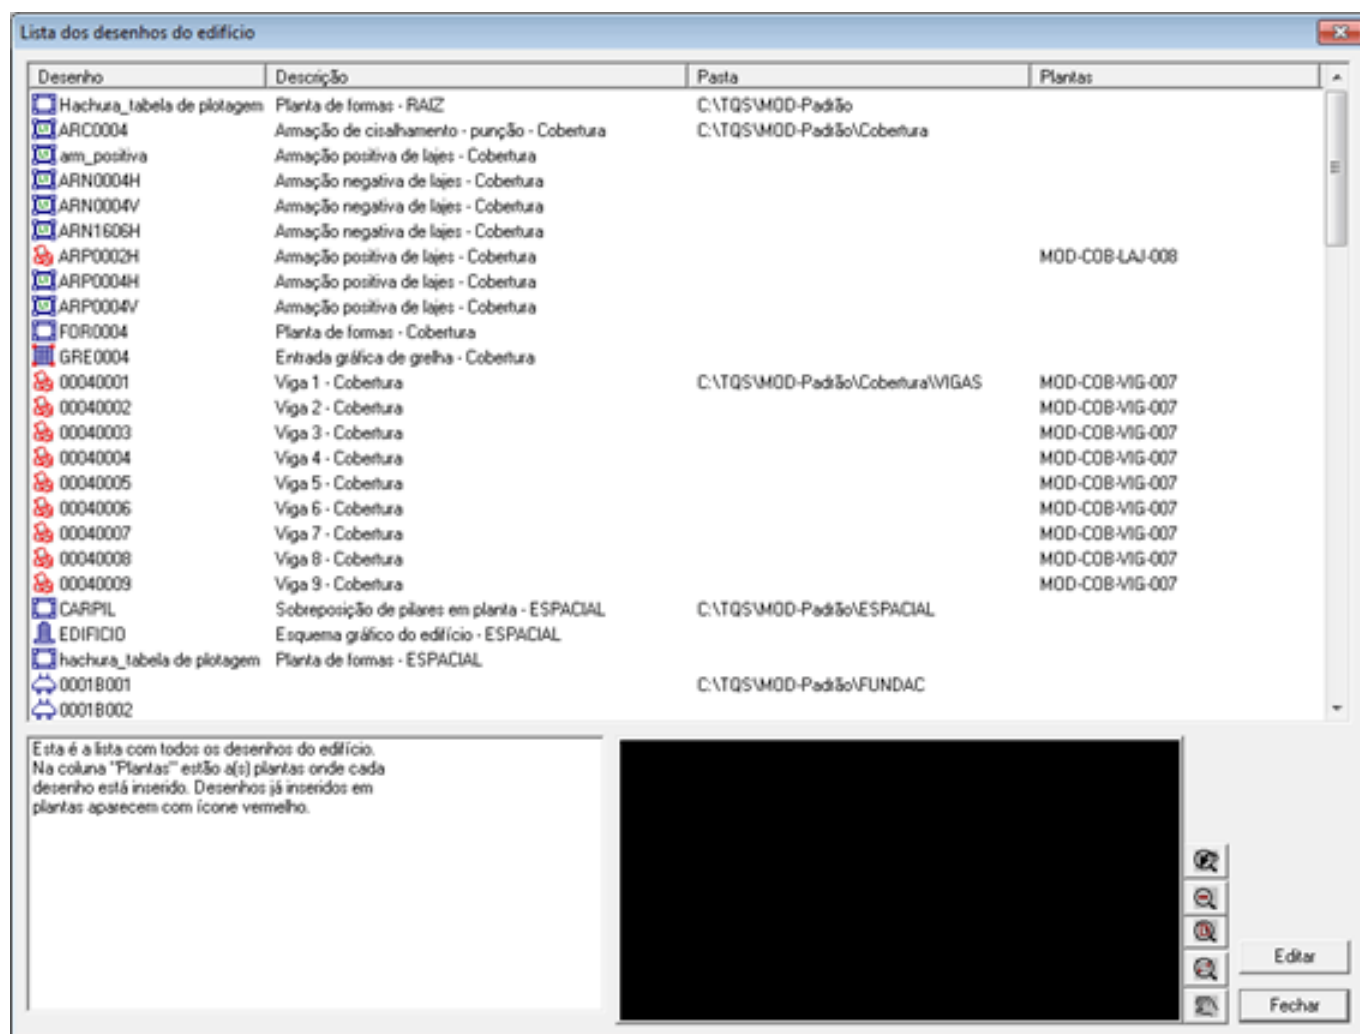 Lista dos desenhos do edifício
Desenho Descrição Pasta Plantas
Hachura_tabela de plotagem Planta de formas - RAIZ C:\TQS\MOD-Padrão
ARC0004 Armação de cisalhamento - punção - Cobertura C:\TQS\MOD-Padrão\Cobertura
arm_positiva Armação positiva de lajes - Cobertura
ARN0004H Armação negativa de lajes - Cobertura
ARN0004V Armação negativa de lajes - Cobertura
ARN1606H Armação negativa de lajes - Cobertura
ARP0002H Armação positiva de lajes - Cobertura MOD-COB-LAJ-008
ARP0004H Armação positiva de lajes - Cobertura
ARP0004V Armação positiva de lajes - Cobertura
FOR0004 Planta de formas - Cobertura
GRE0004 Entrada gráfica de grelha - Cobertura
00040001 Viga 1 - Cobertura C:\TQS\MOD-Padrão\Cobertura\VIGAS MOD-COB-VIG-007
00040002 Viga 2 - Cobertura MOD-COB-VIG-007
00040003 Viga 3 - Cobertura MOD-COB-VIG-007
00040004 Viga 4 - Cobertura MOD-COB-VIG-007
00040005 Viga 5 - Cobertura MOD-COB-VIG-007
00040006 Viga 6 - Cobertura MOD-COB-VIG-007
00040007 Viga 7 - Cobertura MOD-COB-VIG-007
00040008 Viga 8 - Cobertura MOD-COB-VIG-007
00040009 Viga 9 - Cobertura MOD-COB-VIG-007
CARPIL Sobreposição de pilares em planta - ESPACIAL C:\TQS\MOD-Padrão\ESPACIAL
EDIFICIO Esquema gráfico do edifício - ESPACIAL
hachura_tabela de plotagem Planta de formas - ESPACIAL
0001B001 C:\TQS\MOD-Padrão\FUNDAC
0001B002
Esta é a lista com todos os desenhos do edifício.
Na coluna "Plantas" estão a(s) plantas onde cada
desenho está inserido. Desenhos já inseridos em
plantas aparecem com ícone vermelho.
Editar
Fechar